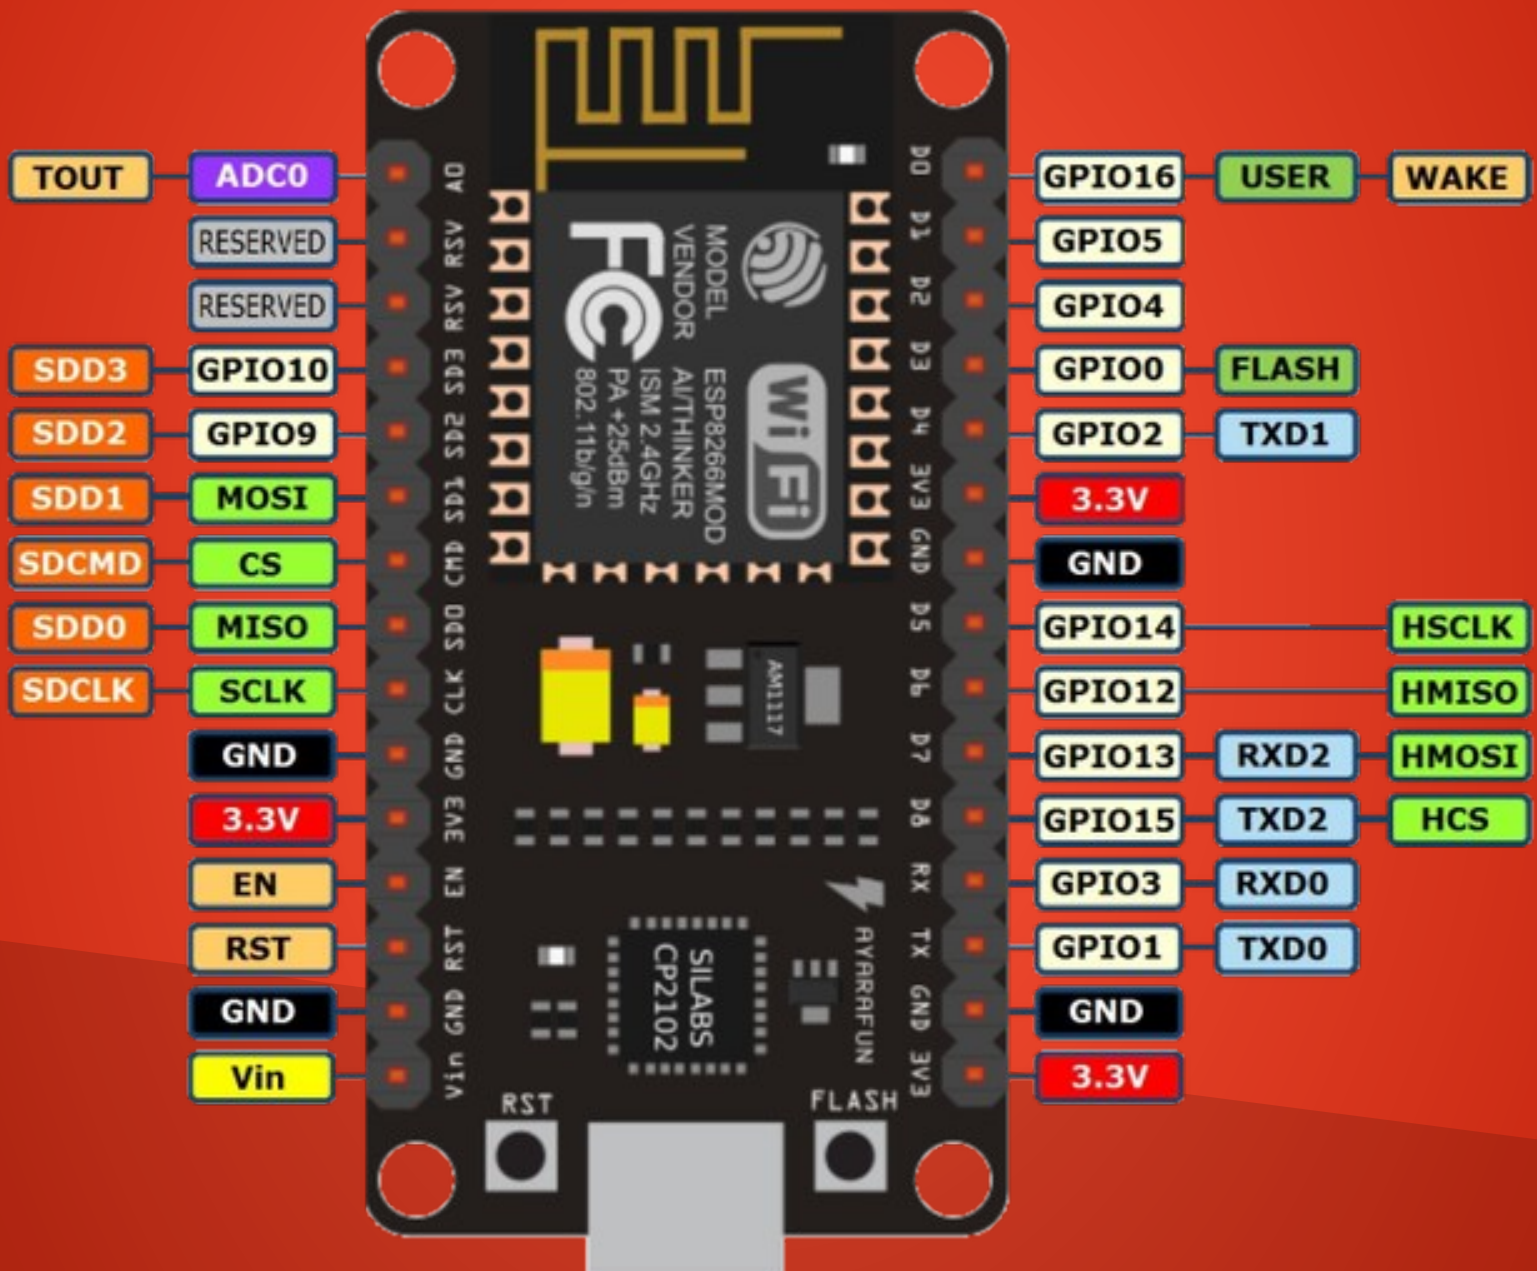 TOUT ADC0 A0 D0 GPIO16 USER WAKE
RESERVED RSV D1 GPIO5
RESERVED RSV D2 GPIO4
SDD3 GPIO10 SD3 D3 GPIO0 FLASH
SDD2 GPIO9 SD2 D4 GPIO2 TXD1
SDD1 MOSI SD1 3V3 3.3V
SDCMD CS CMD GND GND
SDD0 MISO SD0 D5 GPIO14 HSCLK
SDCLK SCLK CLK D6 GPIO12 HMISO
GND GND D7 GPIO13 RXD2 HMOSI
3.3V 3V3 D8 GPIO15 TXD2 HCS
EN EN RX GPIO3 RXD0
RST RST TX GPIO1 TXD0
GND GND GND GND
Vin Vin 3V3 3.3V
MODEL ESP8266MOD
VENDOR AI/THINKER
ISM 2.4GHz
PA +25dBm
802.11b/g/n
FC
Wi Fi
AM1117
SILABS
CP2102
AYARAFUN
RST
FLASH